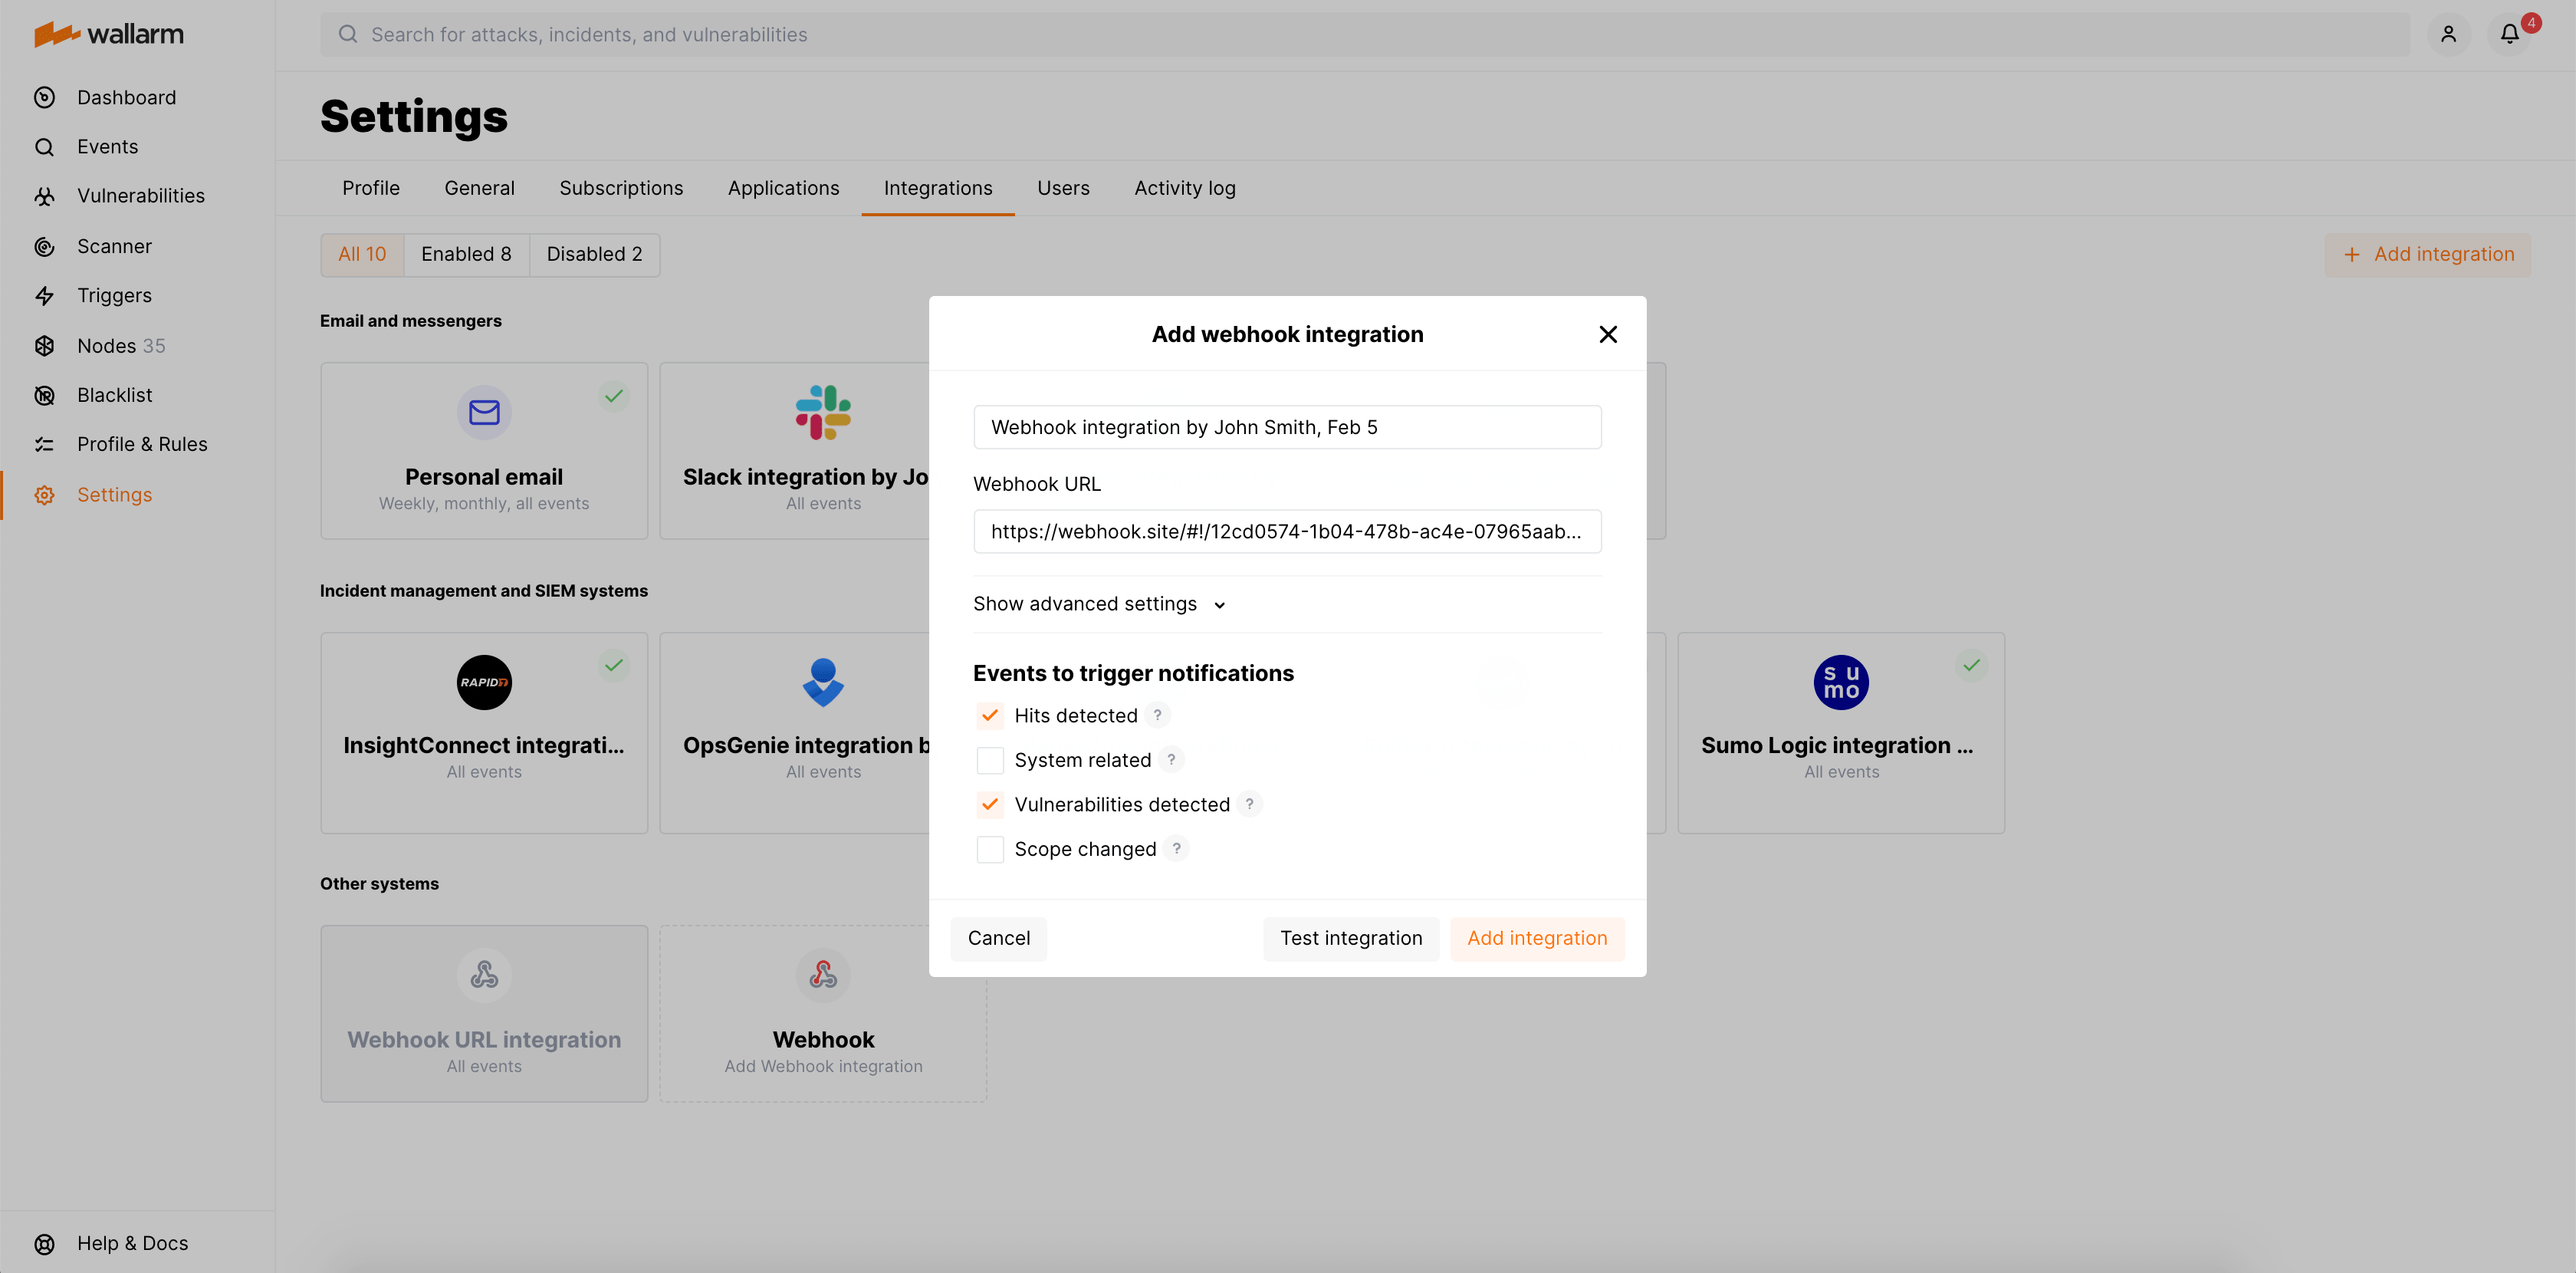 wallarm
Search for attacks, incidents, and vulnerabilities
4
Dashboard
Events
Vulnerabilities
Scanner
Triggers
Nodes 35
Blacklist
Profile & Rules
Settings
Help & Docs
Settings
Profile General Subscriptions Applications Integrations Users Activity log
All 10 Enabled 8 Disabled 2
+ Add integration
Email and messengers
Personal email
Weekly, monthly, all events
Slack integration by Jo
All events
Incident management and SIEM systems
RAPID7
InsightConnect integrati...
All events
OpsGenie integration b
All events
su
mo
Sumo Logic integration ...
All events
Other systems
Webhook URL integration
All events
Webhook
Add Webhook integration
Add webhook integration
Webhook integration by John Smith, Feb 5
Webhook URL
https://webhook.site/#!/12cd0574-1b04-478b-ac4e-07965aab...
Show advanced settings
Events to trigger notifications
Hits detected ?
System related ?
Vulnerabilities detected ?
Scope changed ?
Cancel Test integration Add integration